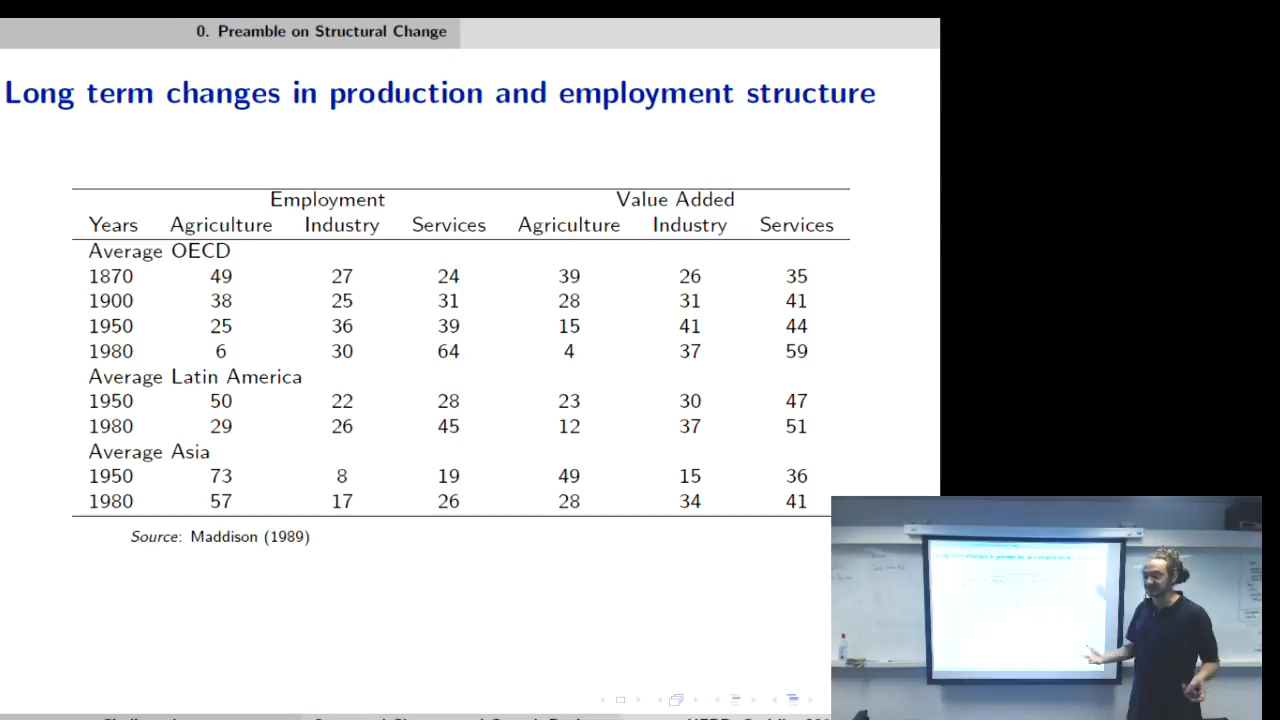 0. Preamble on Structural Change
Long term changes in production and employment structure
Employment Value Added
Years Agriculture Industry Services Agriculture Industry Services
Average OECD
1870 49 27 24 39 26 35
1900 38 25 31 28 31 41
1950 25 36 39 15 41 44
1980 6 30 64 4 37 59
Average Latin America
1950 50 22 28 23 30 47
1980 29 26 45 12 37 51
Average Asia
1950 73 8 19 49 15 36
1980 57 17 26 28 34 41
Source: Maddison (1989)